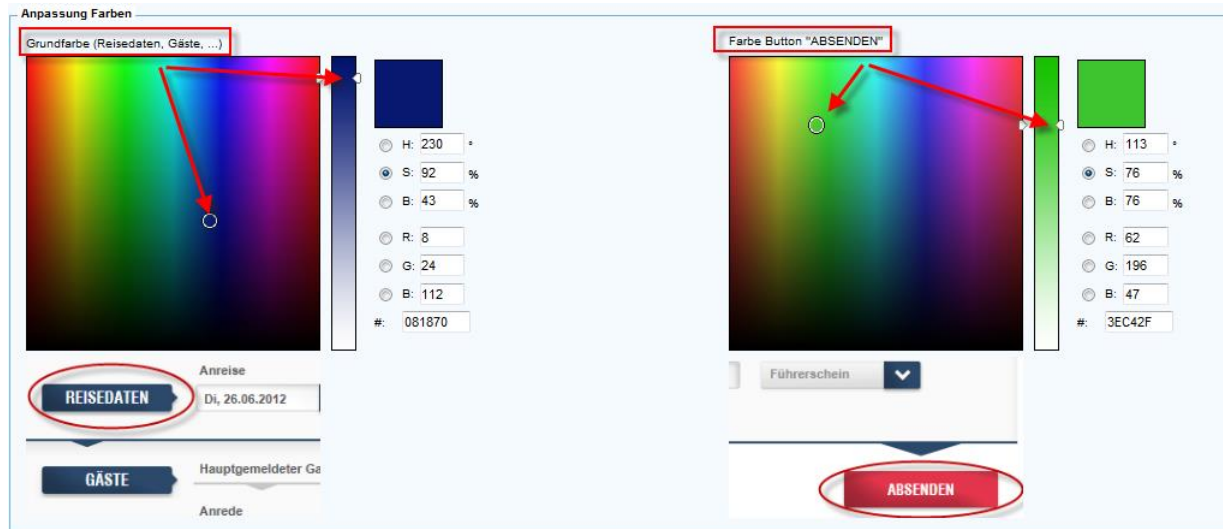 Anpassung Farben
Grundfarbe (Reisedaten, Gäste, ...)
H: 230 °
S: 92 %
B: 43 %
R: 8
G: 24
B: 112
#: 081870
Anreise
REISEDATEN
Di, 26.06.2012
GÄSTE
Hauptgemeldeter Ga
Anrede
Farbe Button "ABSENDEN"
H: 113 °
S: 76 %
B: 76 %
R: 62
G: 196
B: 47
#: 3EC42F
Führerschein
ABSENDEN